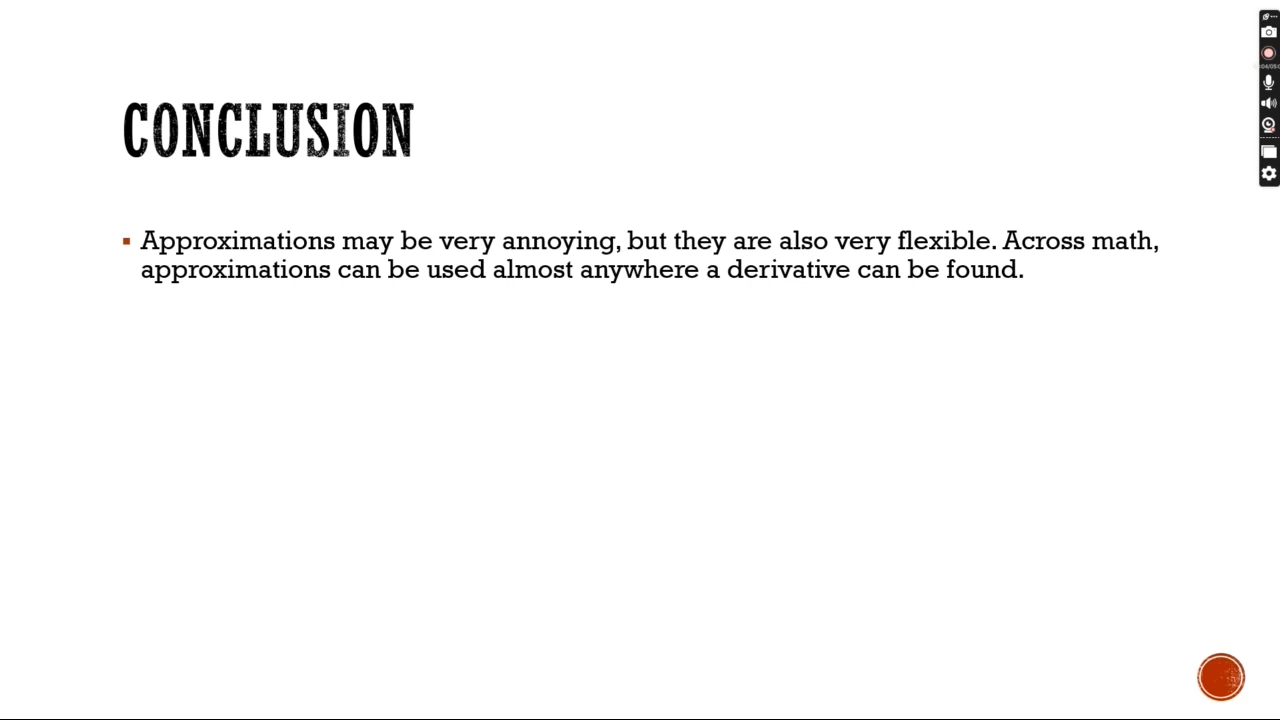 CONCLUSION
▪ Approximations may be very annoying, but they are also very flexible. Across math,
approximations can be used almost anywhere a derivative can be found.